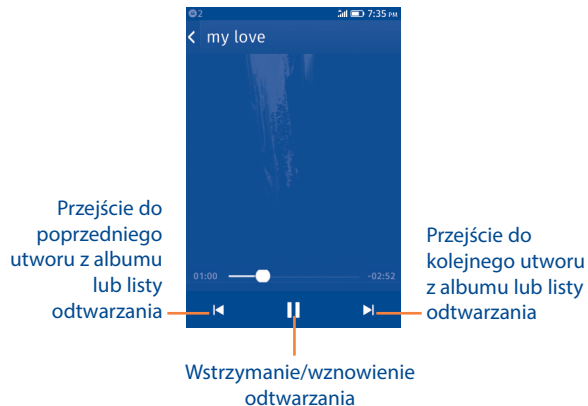 2 7:35 PM
my love
Przejście do
poprzedniego
utworu z albumu
lub listy
odtwarzania
01:00 -02:52
Przejście do
kolejnego utworu
z albumu lub listy
odtwarzania
Wstrzymanie/wznowienie
odtwarzania